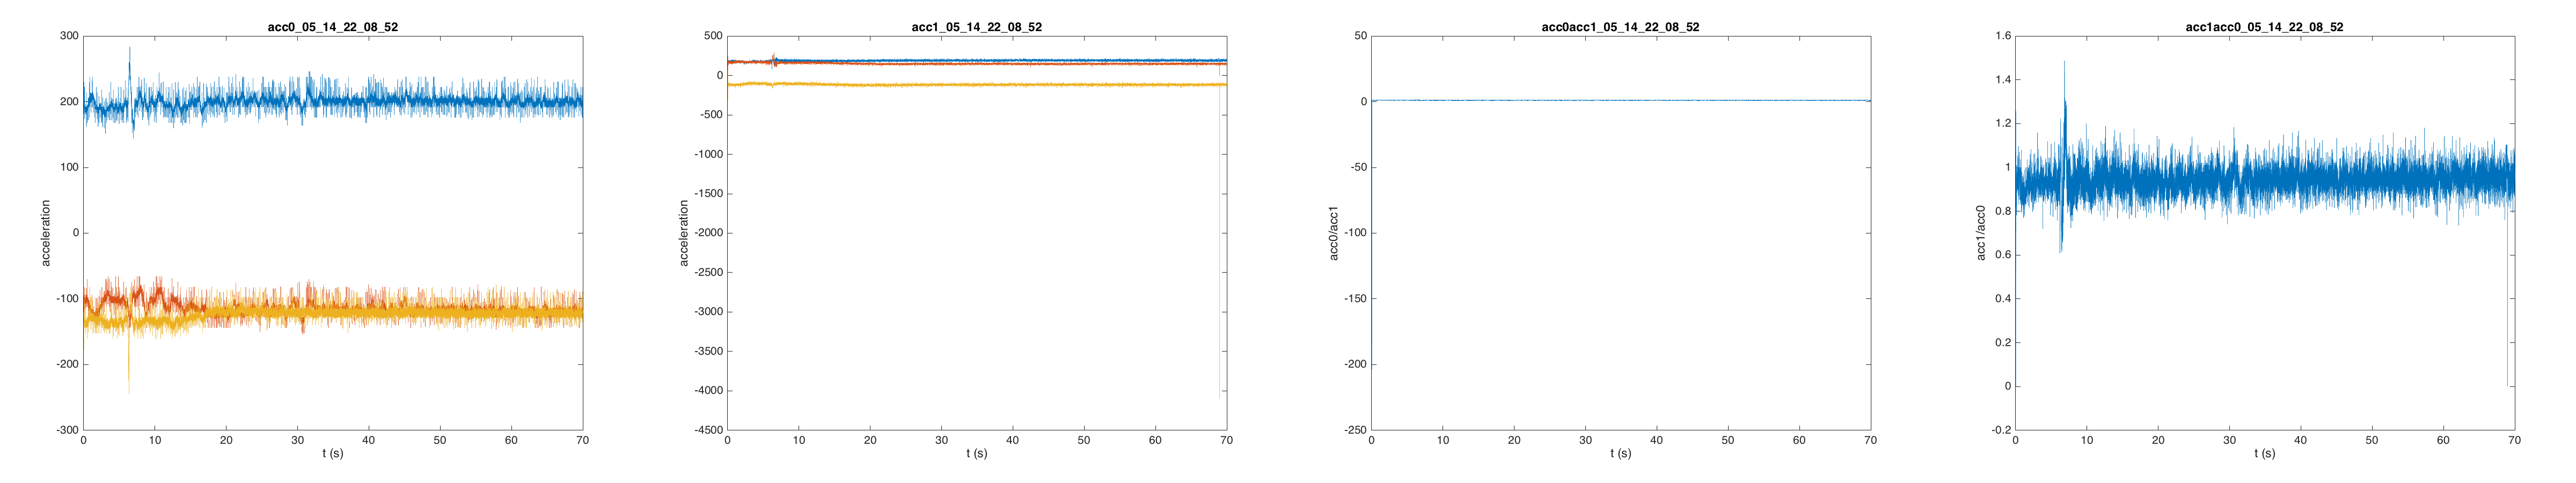 acc0_05_14_22_08_52
300
200
100
0
-100
-200
-300
acceleration
0 10 20 30 40 50 60 70
t (s)
acc1_05_14_22_08_52
500
0
-500
-1000
-1500
-2000
-2500
-3000
-3500
-4000
-4500
acceleration
0 10 20 30 40 50 60 70
t (s)
acc0acc1_05_14_22_08_52
50
0
-50
-100
-150
-200
-250
acc0/acc1
0 10 20 30 40 50 60 70
t (s)
acc1acc0_05_14_22_08_52
1.6
1.4
1.2
1
0.8
0.6
0.4
0.2
0
-0.2
acc1/acc0
0 10 20 30 40 50 60 70
t (s)